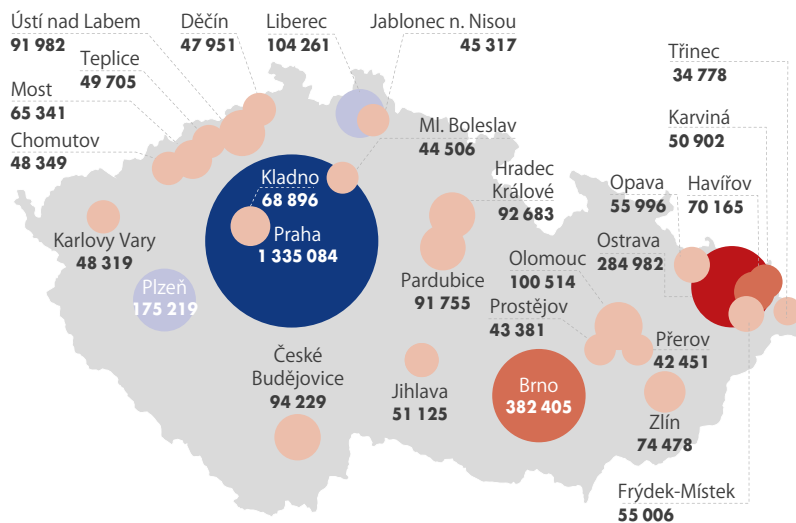 Ústí nad Labem
91 982
Děčín
47 951
Liberec
104 261
Jablonec n. Nisou
45 317
Teplice
49 705
Most
65 341
Chomutov
48 349
Třinec
34 778
Karviná
50 902
Ml. Boleslav
44 506
Hradec
Králové
92 683
Opava
55 996
Havířov
70 165
Kladno
68 896
Praha
1 335 084
Karlovy Vary
48 319
Plzeň
175 219
Pardubice
91 755
Olomouc
100 514
Ostrava
284 982
Prostějov
43 381
Přerov
42 451
České
Budějovice
94 229
Jihlava
51 125
Brno
382 405
Zlín
74 478
Frýdek-Místek
55 006